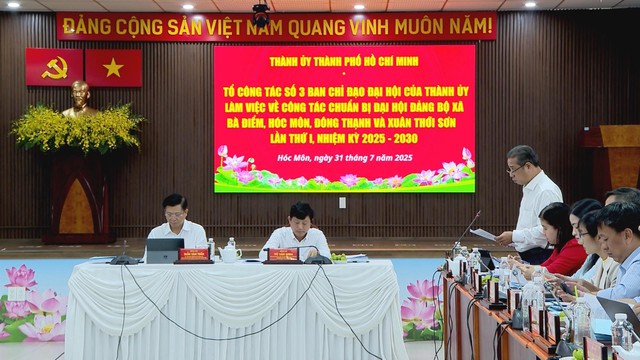 ĐẢNG CỘNG SẢN VIỆT NAM QUANG VINH MUÔN NĂM!
THÀNH ỦY THÀNH PHỐ HỒ CHÍ MINH
TỔ CÔNG TÁC SỐ 3 BAN CHỈ ĐẠO ĐẠI HỘI CỦA THÀNH ỦY
LÀM VIỆC VỀ CÔNG TÁC CHUẨN BỊ ĐẠI HỘI ĐẢNG BỘ XÃ
BÀ ĐIỂM, HÓC MÔN, ĐÔNG THẠNH VÀ XUÂN THỚI SƠN
LẦN THỨ I, NHIỆM KỲ 2025 - 2030
Hóc Môn, ngày 31 tháng 7 năm 2025